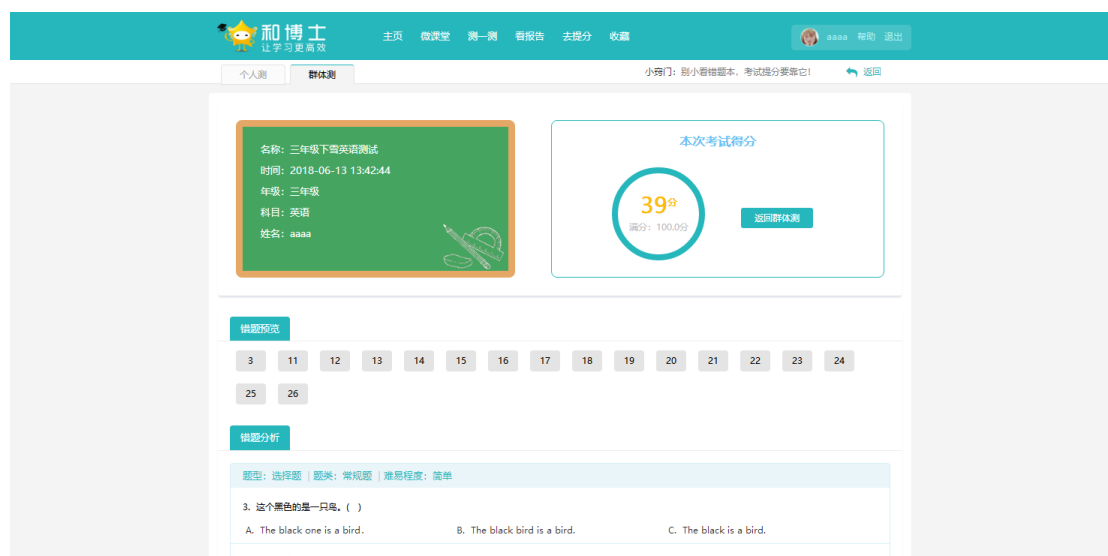 和博士
让学习更高效
主页 微课堂 测一测 看报告 去提分 收藏
aaaa 帮助 退出
个人测 群体测
小窍门：别小看错题本，考试提分要靠它！ 返回
名称：三年级下雪英语测试
时间：2018-06-13 13:42:44
年级：三年级
科目：英语
姓名：aaaa
本次考试得分
39分
满分：100.0分
返回群体测
错题预览
3 11 12 13 14 15 16 17 18 19 20 21 22 23 24
25 26
错题分析
题型：选择题 | 题类：常规题 | 难易程度：简单
3. 这个黑色的是一只鸟。( )
A. The black one is a bird. B. The black bird is a bird. C. The black is a bird.